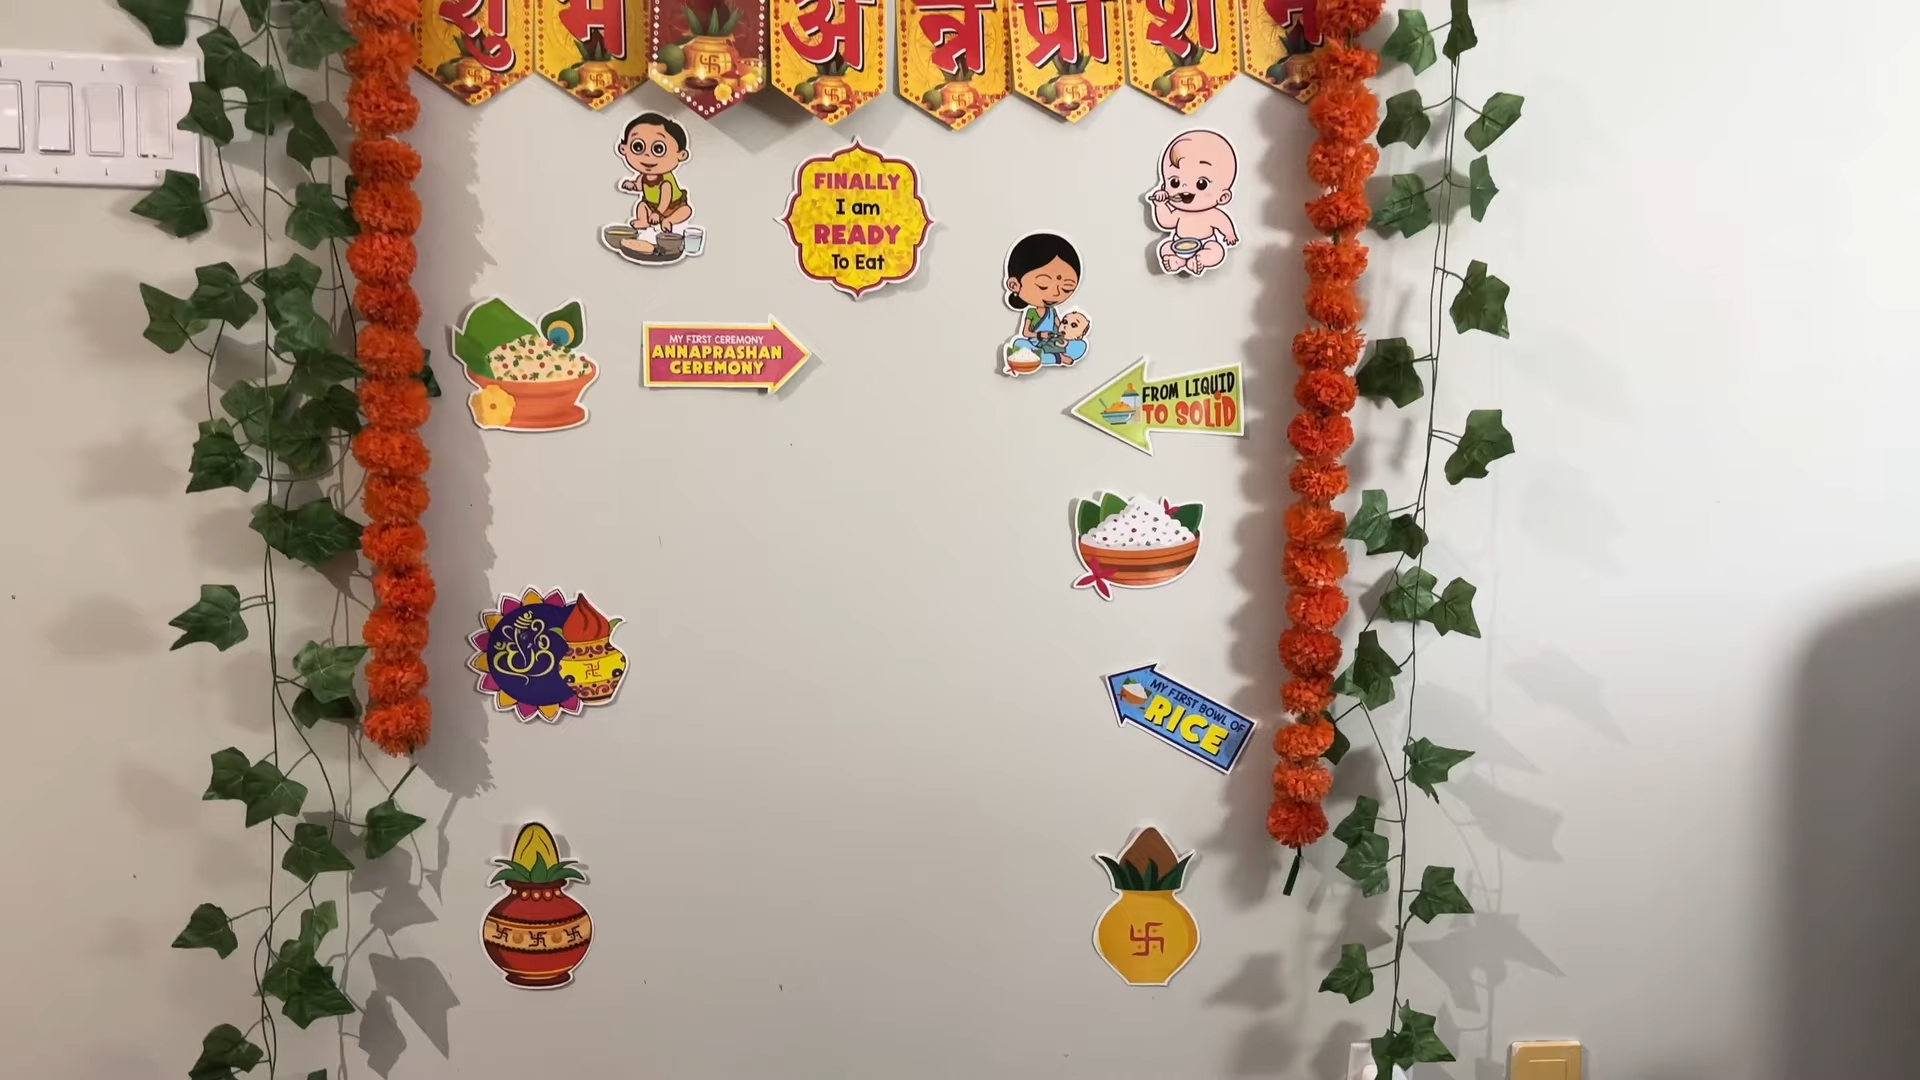 शुभ अन्नप्राशन
FINALLY
I am
READY
To Eat
MY FIRST CEREMONY
ANNAPRASHAN
CEREMONY
FROM LIQUID
TO SOLID
MY FIRST BOWL OF
RICE